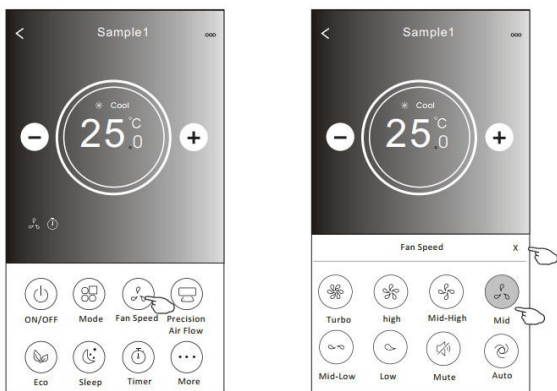 Sample1
Cool
25.0°C
ON/OFF
Mode
Fan Speed
Precision
Air Flow
Eco
Sleep
Timer
More
Sample1
Cool
25.0°C
Fan Speed
X
Turbo
high
Mid-High
Mid
Mid-Low
Low
Mute
Auto